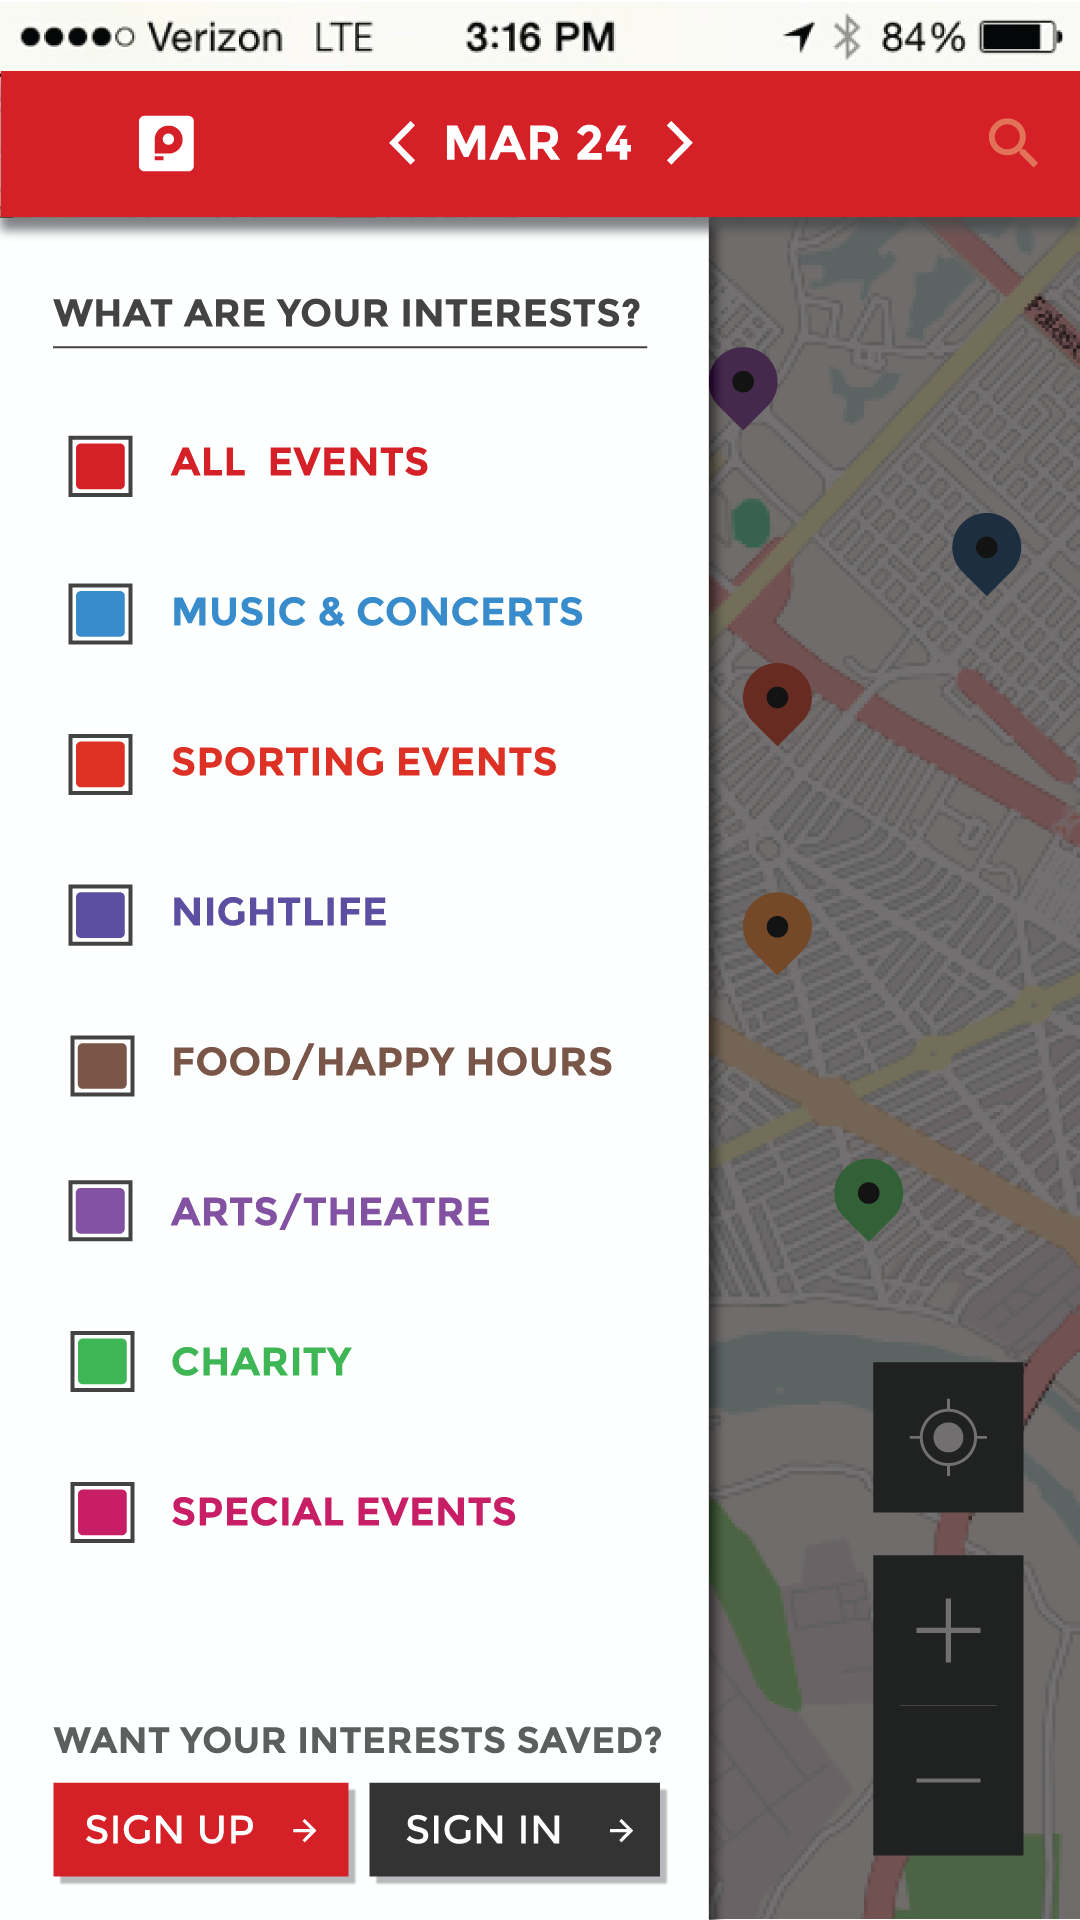 Verizon LTE 3:16 PM 84%
MAR 24
WHAT ARE YOUR INTERESTS?
ALL EVENTS
MUSIC & CONCERTS
SPORTING EVENTS
NIGHTLIFE
FOOD/HAPPY HOURS
ARTS/THEATRE
CHARITY
SPECIAL EVENTS
WANT YOUR INTERESTS SAVED?
SIGN UP → SIGN IN →